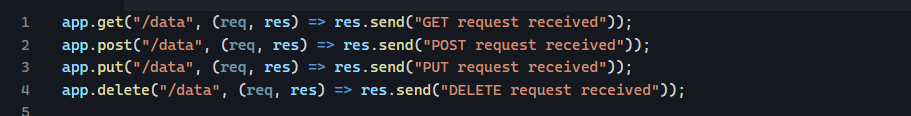 1 app.get("/data", (req, res) => res.send("GET request received"));
2 app.post("/data", (req, res) => res.send("POST request received"));
3 app.put("/data", (req, res) => res.send("PUT request received"));
4 app.delete("/data", (req, res) => res.send("DELETE request received"));
5